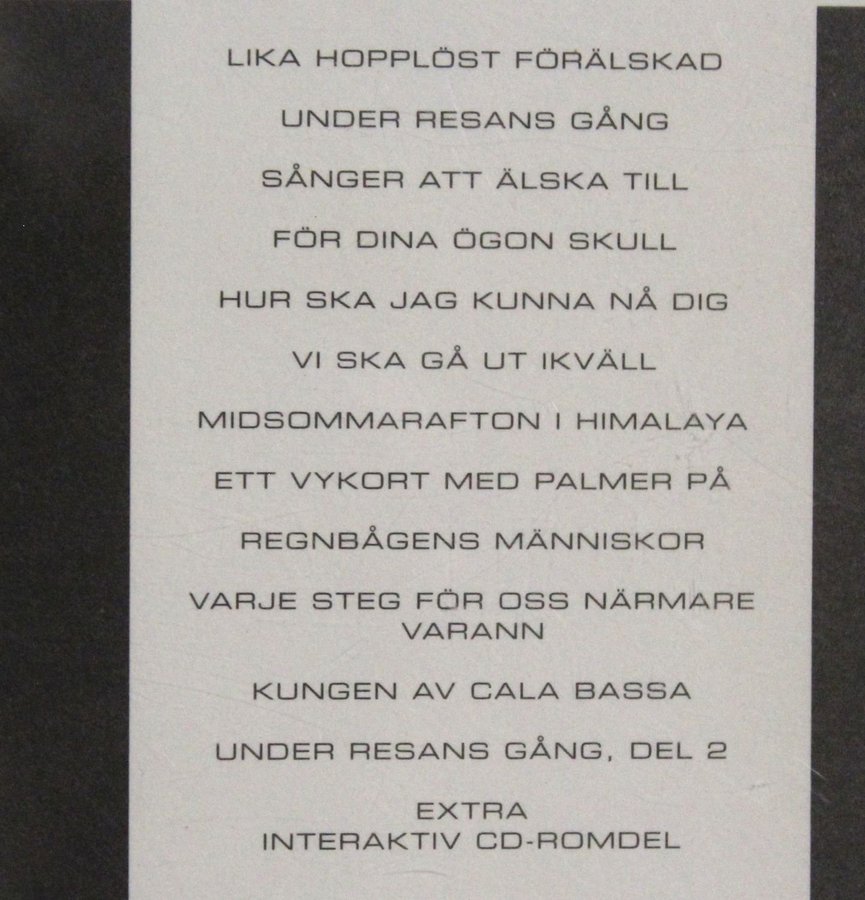 LIKA HOPPLÖST FÖRÄLSKAD
UNDER RESANS GÅNG
SÅNGER ATT ÄLSKA TILL
FÖR DINA ÖGON SKULL
HUR SKA JAG KUNNA NÅ DIG
VI SKA GÅ UT IKVÄLL
MIDSOMMARAFTON I HIMALAYA
ETT VYKORT MED PALMER PÅ
REGNBÅGENS MÄNNISKOR
VARJE STEG FÖR OSS NÄRMARE
VARANN
KUNGEN AV CALA BASSA
UNDER RESANS GÅNG, DEL 2
EXTRA
INTERAKTIV CD-ROMDEL